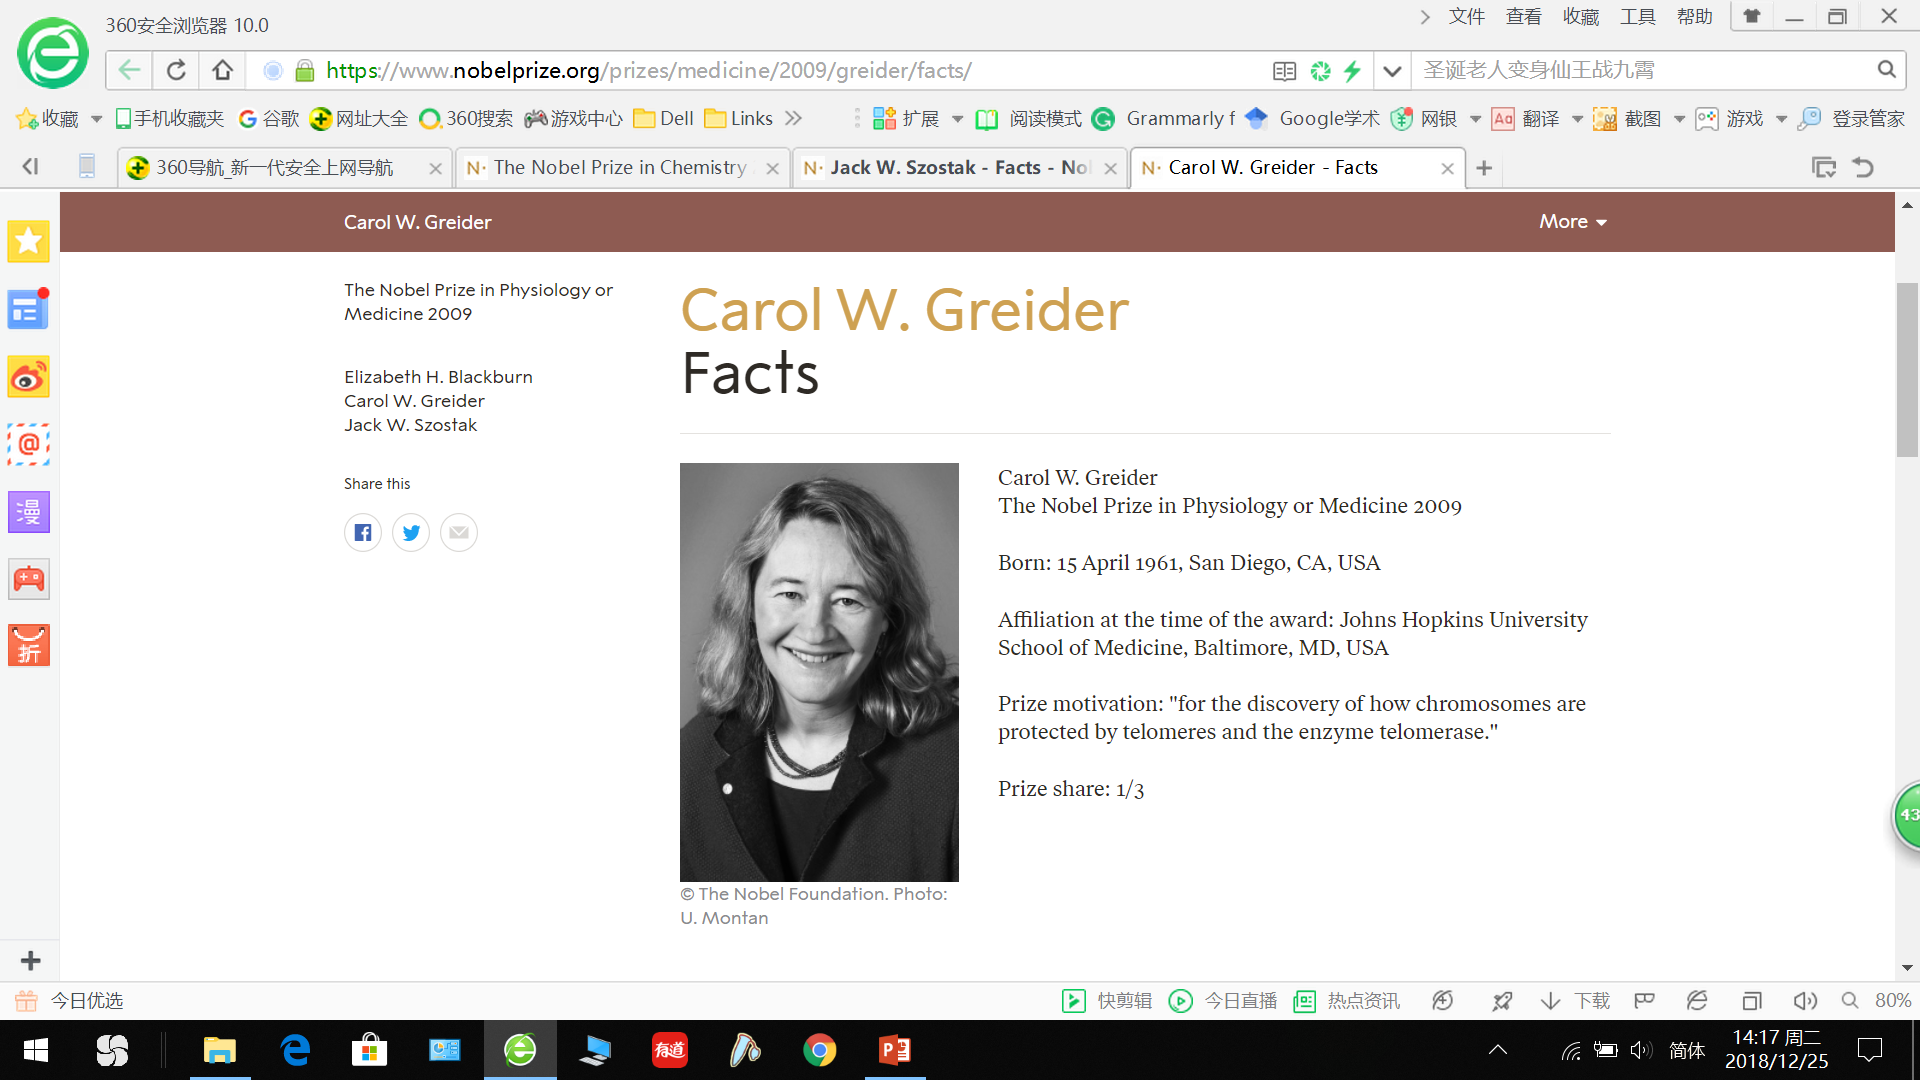 360安全浏览器 10.0
文件 查看 收藏 工具 帮助
https://www.nobelprize.org/prizes/medicine/2009/greider/facts/
圣诞老人变身仙王战九霄
收藏 手机收藏夹 谷歌 网址大全 360搜索 游戏中心 Dell Links 扩展 阅读模式 Grammarly f Google学术 网银 翻译 截图 游戏 登录管家
360导航_新一代安全上网导航 The Nobel Prize in Chemistry Jack W. Szostak - Facts - No Carol W. Greider - Facts
Carol W. Greider
More
The Nobel Prize in Physiology or
Medicine 2009
Elizabeth H. Blackburn
Carol W. Greider
Jack W. Szostak
Share this
Carol W. Greider
Facts
Carol W. Greider
The Nobel Prize in Physiology or Medicine 2009
Born: 15 April 1961, San Diego, CA, USA
Affiliation at the time of the award: Johns Hopkins University
School of Medicine, Baltimore, MD, USA
Prize motivation: "for the discovery of how chromosomes are
protected by telomeres and the enzyme telomerase."
Prize share: 1/3
© The Nobel Foundation. Photo:
U. Montan
漫
折
43
今日优选
快剪辑 今日直播 热点资讯 下载 80%
有道
简体
14:17 周二
2018/12/25